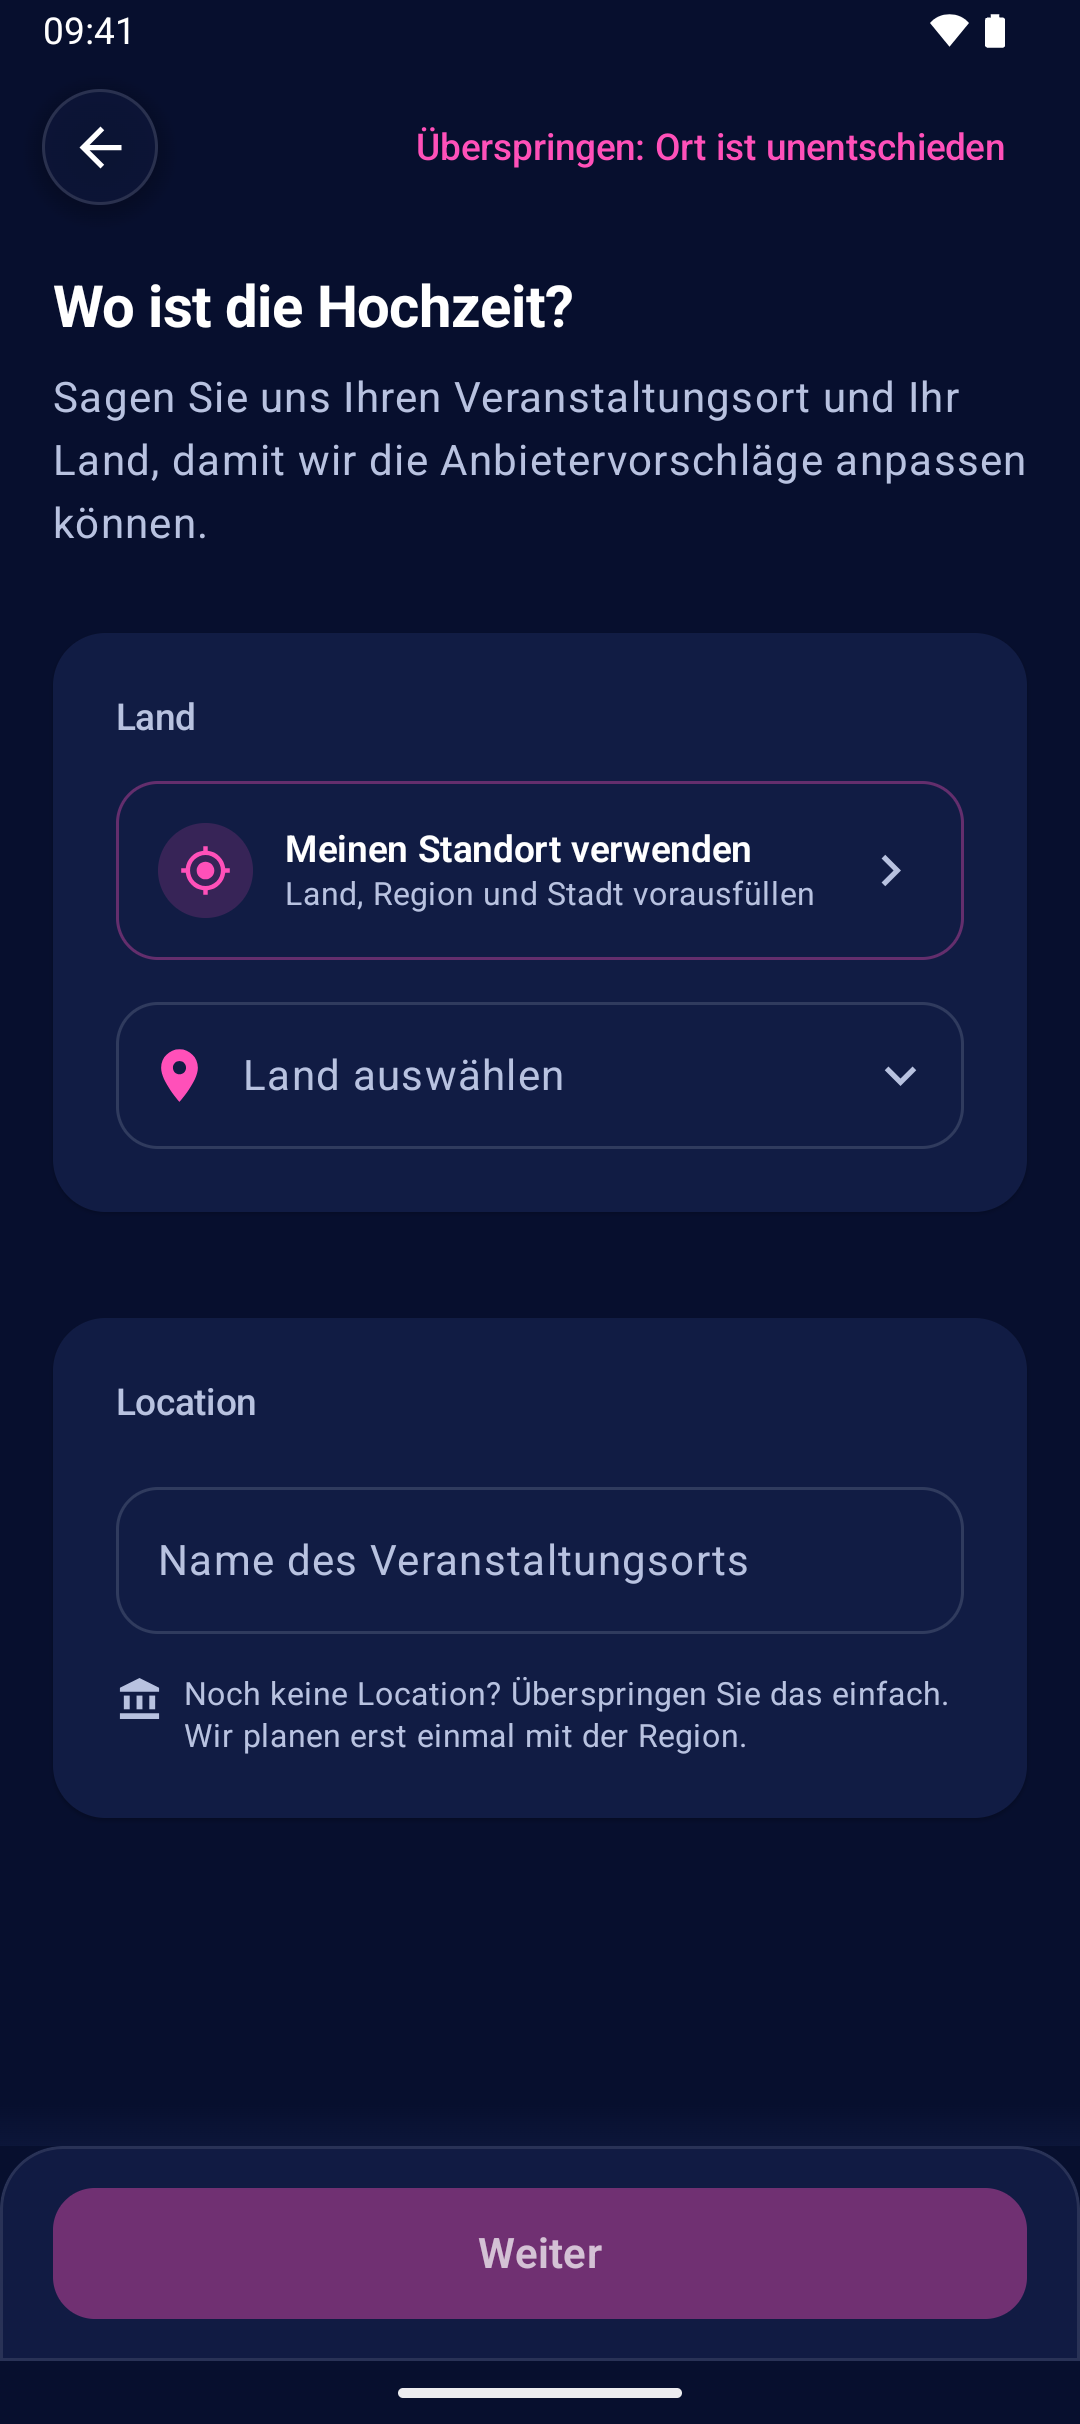 09:41
Überspringen: Ort ist unentschieden
Wo ist die Hochzeit?
Sagen Sie uns Ihren Veranstaltungsort und Ihr
Land, damit wir die Anbietervorschläge anpassen
können.
Land
Meinen Standort verwenden
Land, Region und Stadt vorausfüllen
Land auswählen
Location
Name des Veranstaltungsorts
Noch keine Location? Überspringen Sie das einfach.
Wir planen erst einmal mit der Region.
Weiter